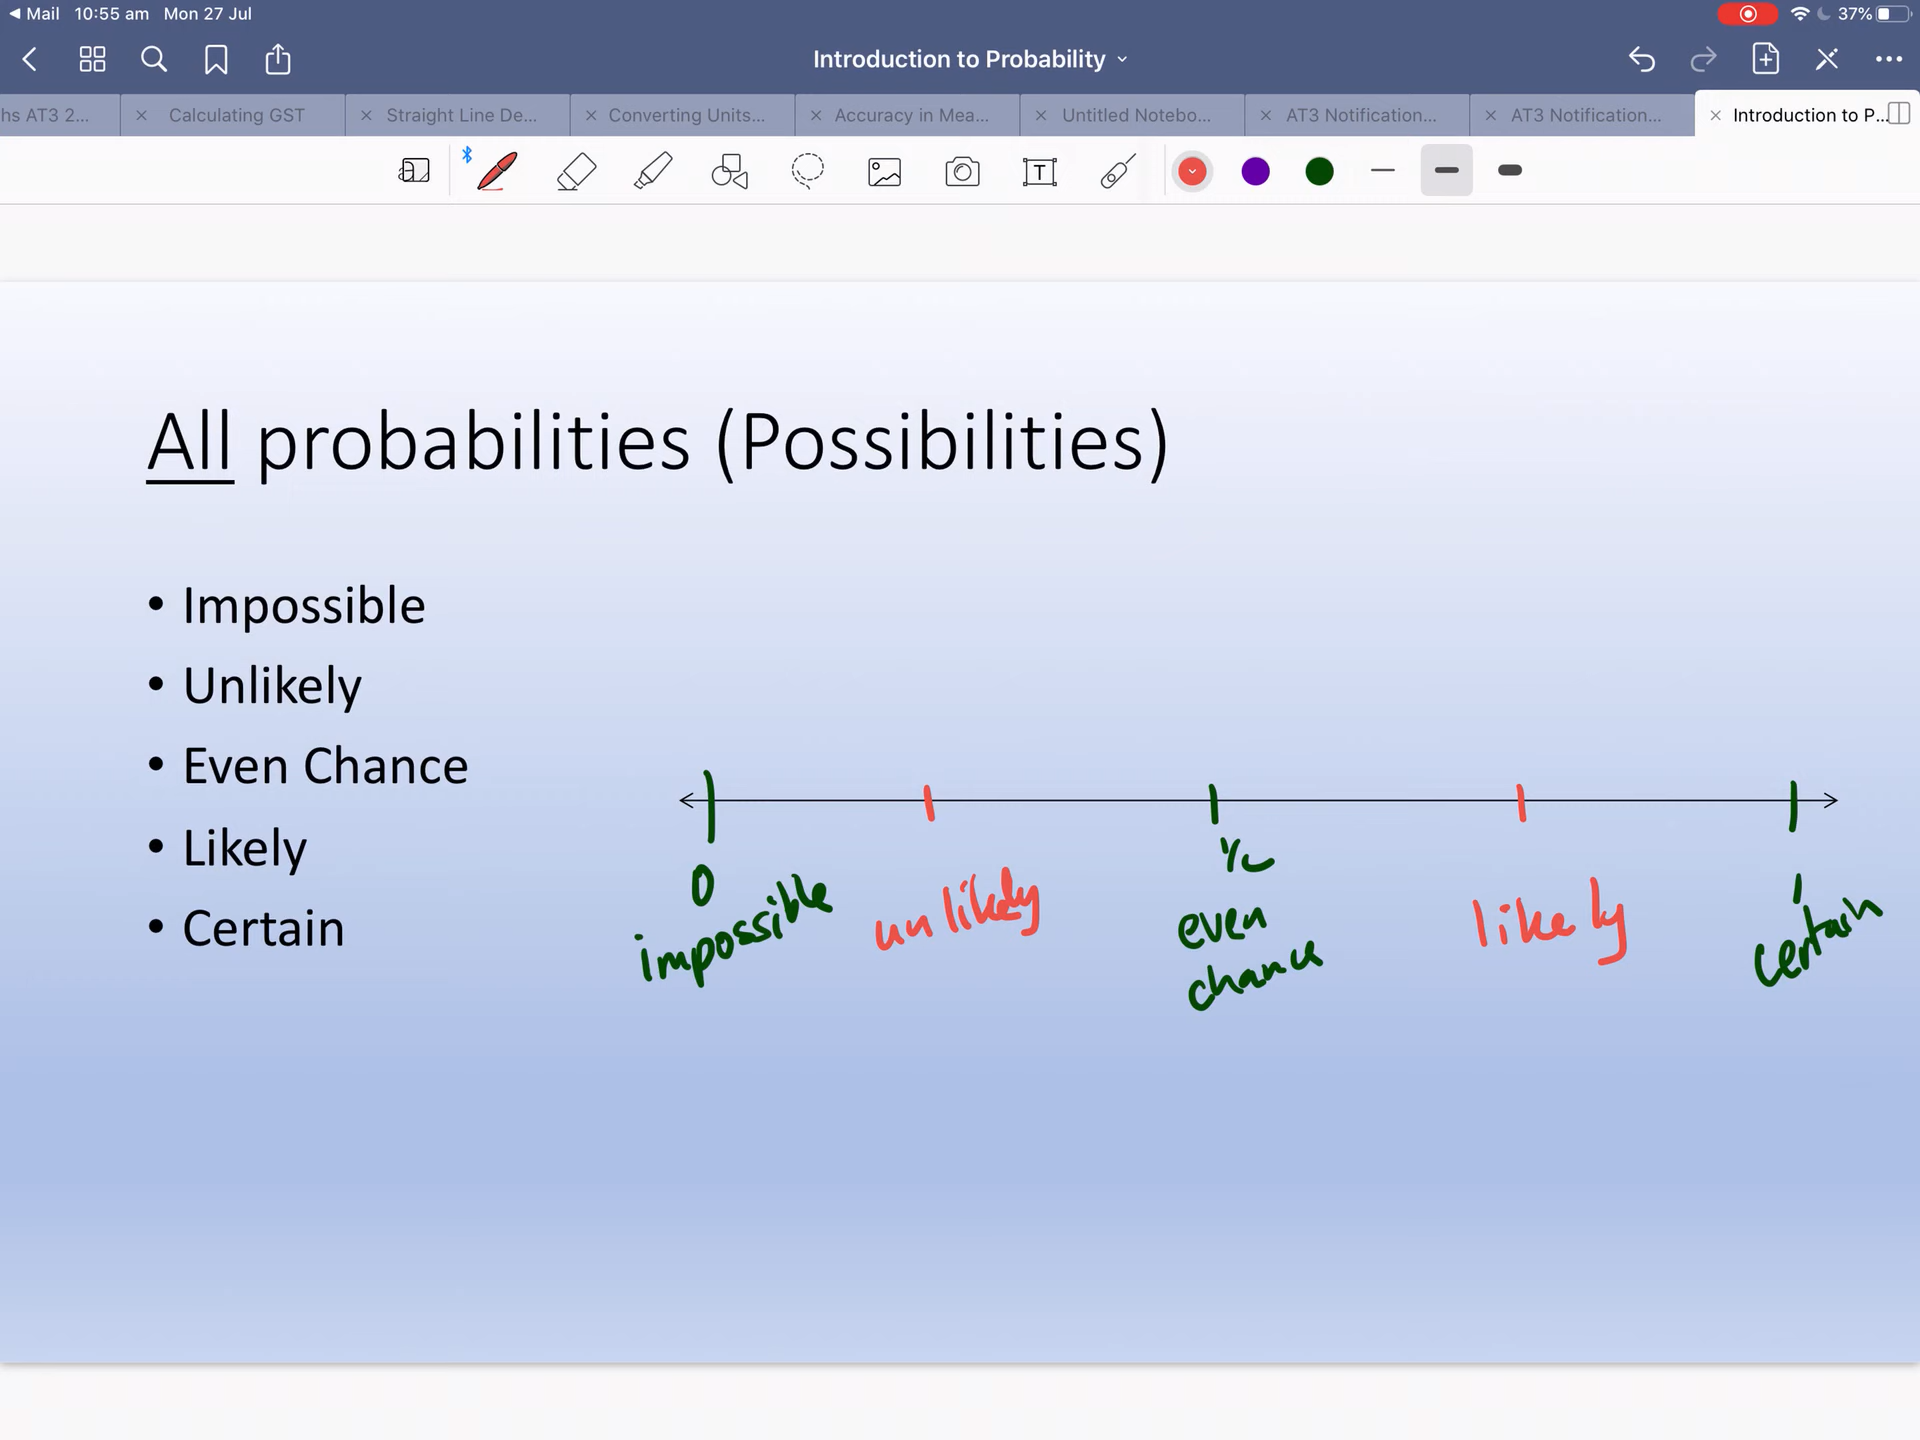 Mail 10:55 am Mon 27 Jul 37%
Introduction to Probability
hs AT3 2... Calculating GST Straight Line De... Converting Units... Accuracy in Mea... Untitled Notebo... AT3 Notification... AT3 Notification... Introduction to P...
a T
All probabilities (Possibilities)
• Impossible
• Unlikely
• Even Chance
• Likely
• Certain
0 1/2 1
impossible unlikely even chance likely certain